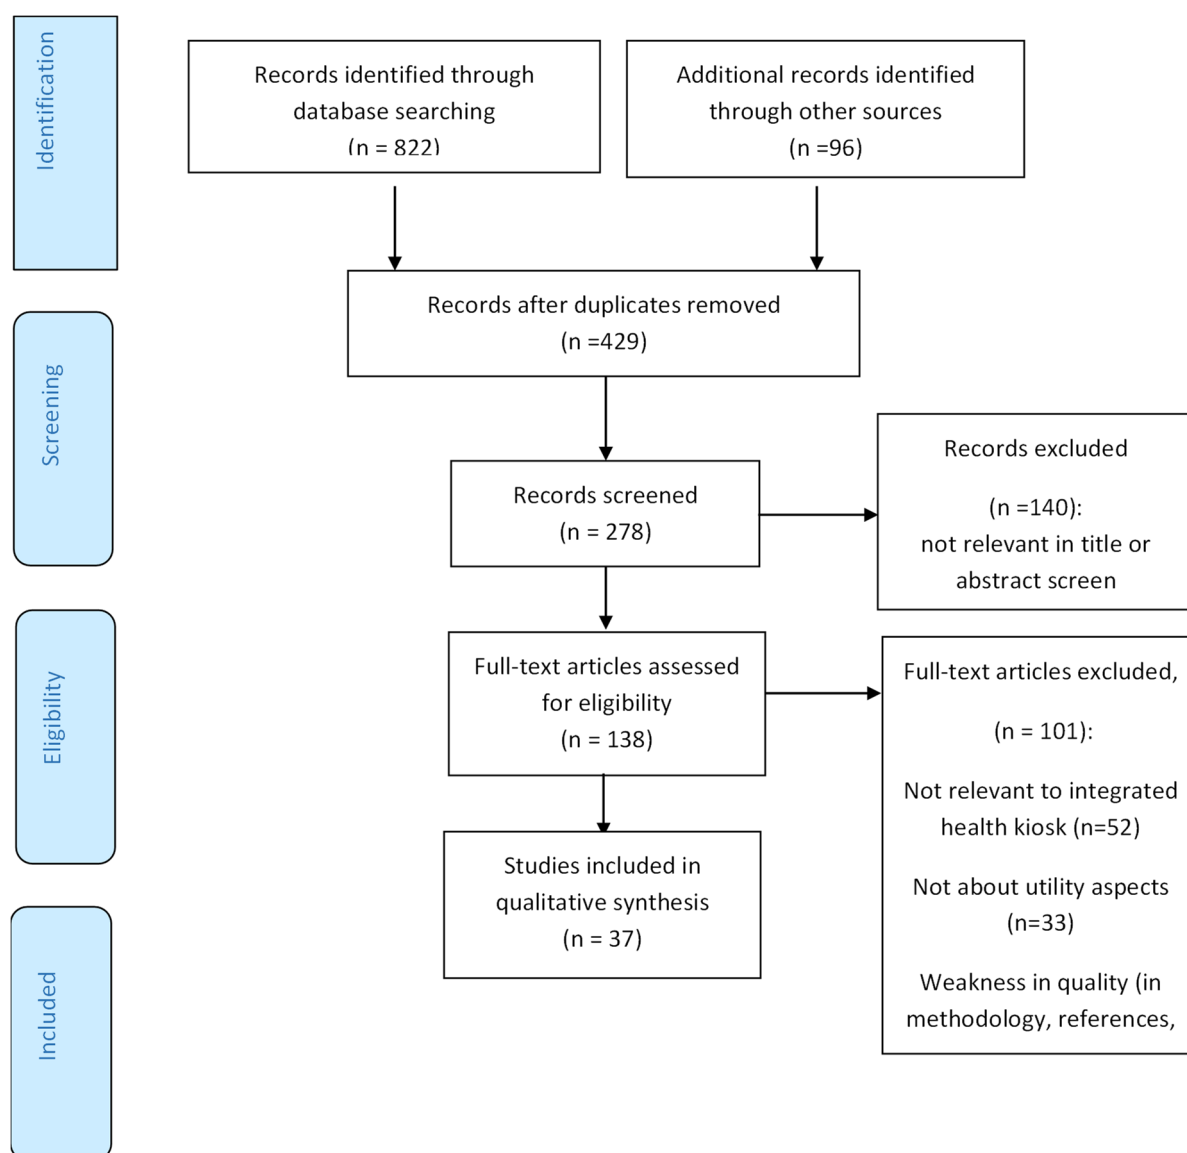 Identification
Records identified through
database searching
(n = 822)
Additional records identified
through other sources
(n =96)
Records after duplicates removed
(n =429)
Screening
Records screened
(n = 278)
Records excluded
(n =140):
not relevant in title or
abstract screen
Eligibility
Full-text articles assessed
for eligibility
(n = 138)
Full-text articles excluded,
(n = 101):
Not relevant to integrated
health kiosk (n=52)
Not about utility aspects
(n=33)
Weakness in quality (in
methodology, references,
Included
Studies included in
qualitative synthesis
(n = 37)